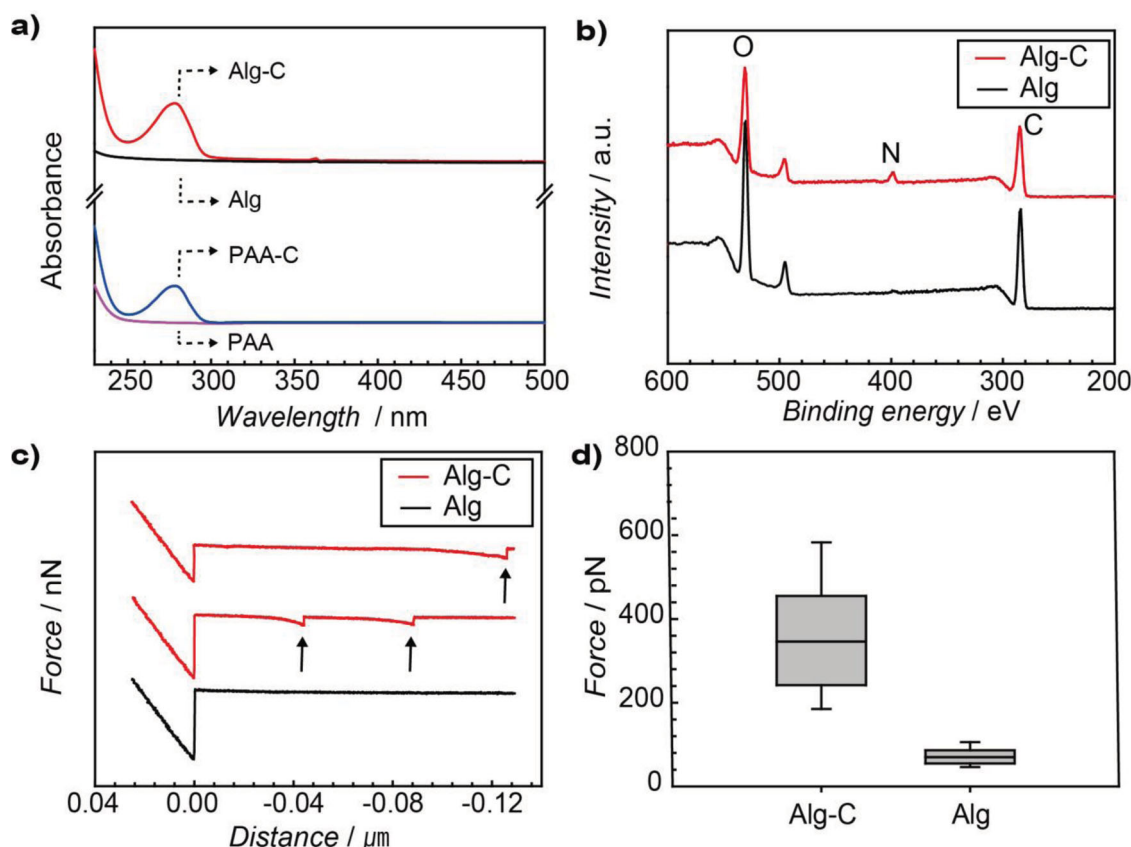 a)
Alg-C
Alg
PAA-C
PAA
Absorbance
250 300 350 400 450 500
Wavelength / nm
b)
Alg-C
Alg
O
N
C
Intensity / a.u.
600 500 400 300 200
Binding energy / eV
c)
Alg-C
Alg
Force / nN
0.04 0.00 -0.04 -0.08 -0.12
Distance / μm
d)
800
600
400
200
0
Force / pN
Alg-C Alg